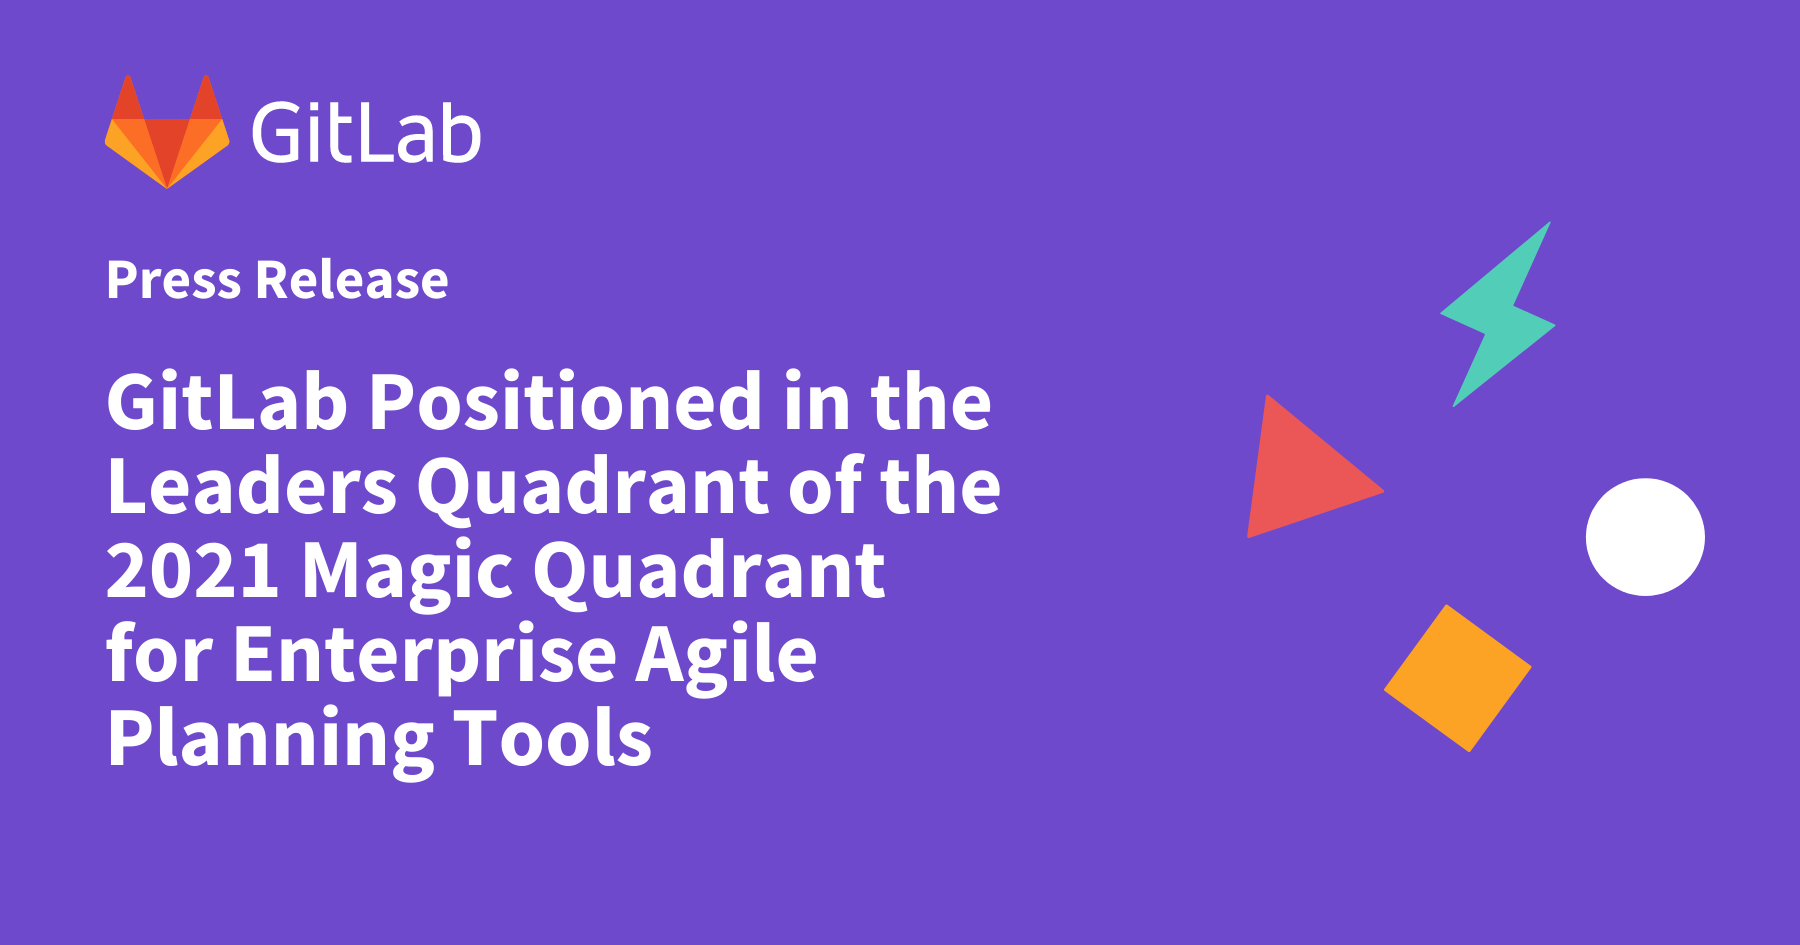 GitLab
Press Release
GitLab Positioned in the
Leaders Quadrant of the
2021 Magic Quadrant
for Enterprise Agile
Planning Tools